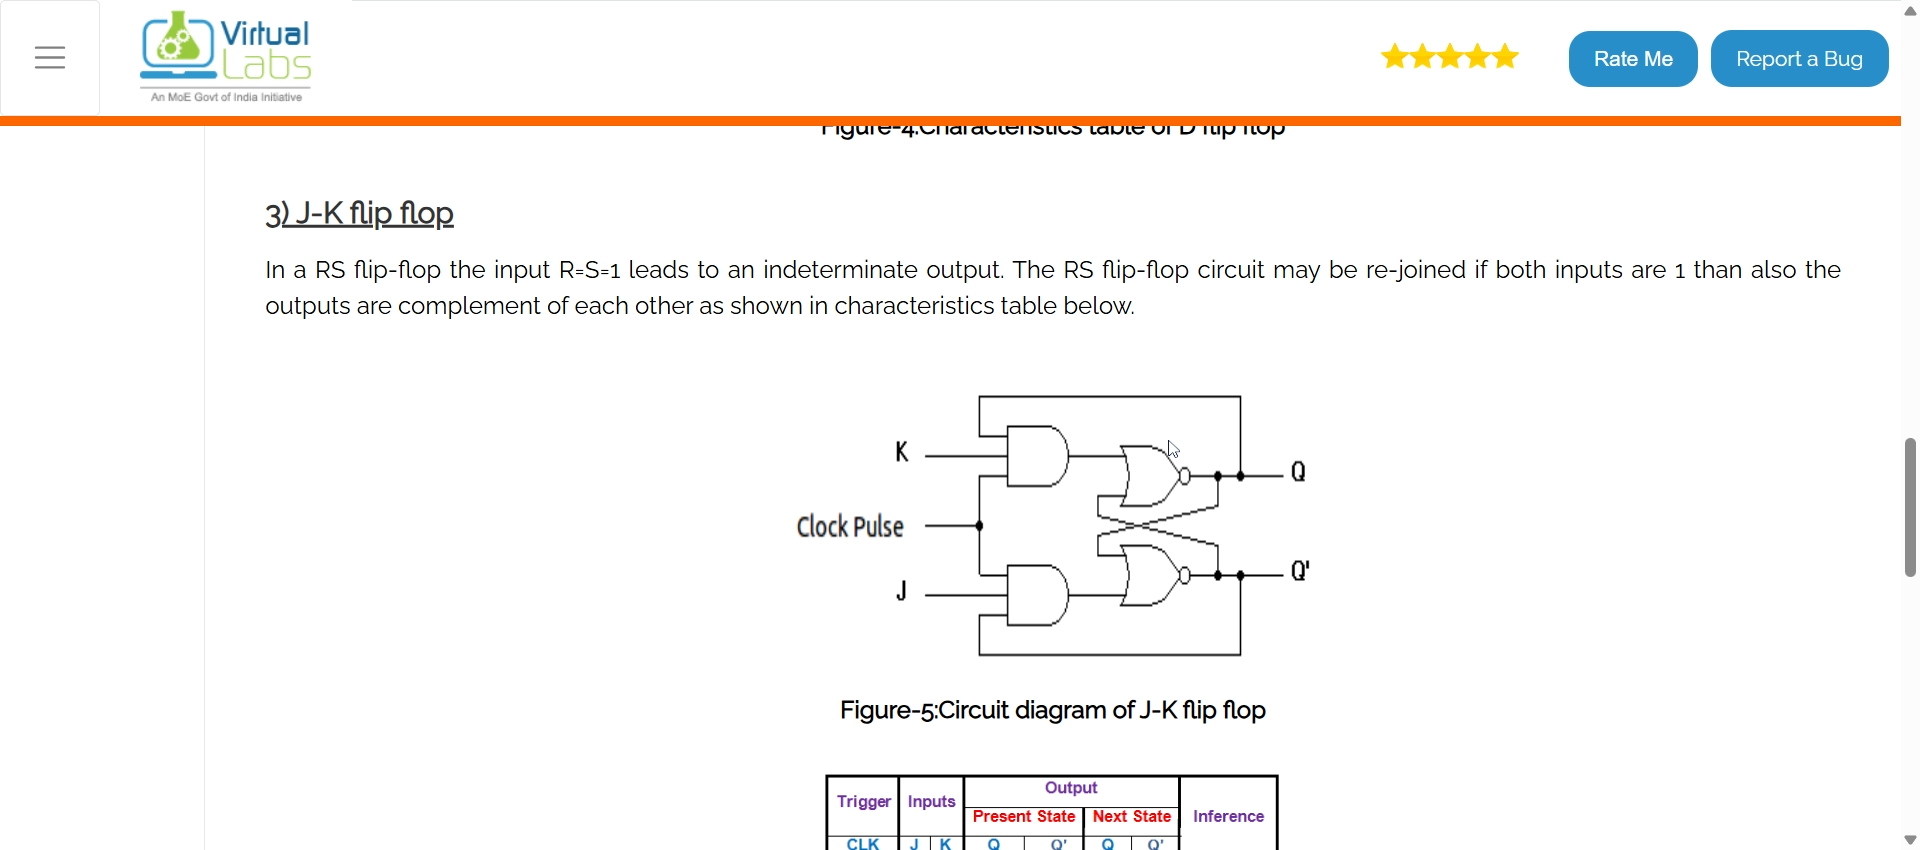 Virtual
Labs
An MoE Govt of India Initiative
Rate Me
Report a Bug
Figure-4:Characteristics table of D flip flop
3) J-K flip flop
In a RS flip-flop the input R=S=1 leads to an indeterminate output. The RS flip-flop circuit may be re-joined if both inputs are 1 than also the
outputs are complement of each other as shown in characteristics table below.
K
Q
Clock Pulse
Q'
J
Figure-5:Circuit diagram of J-K flip flop
Trigger Inputs Output Inference
Present State Next State
CLK J K Q Q' Q Q'